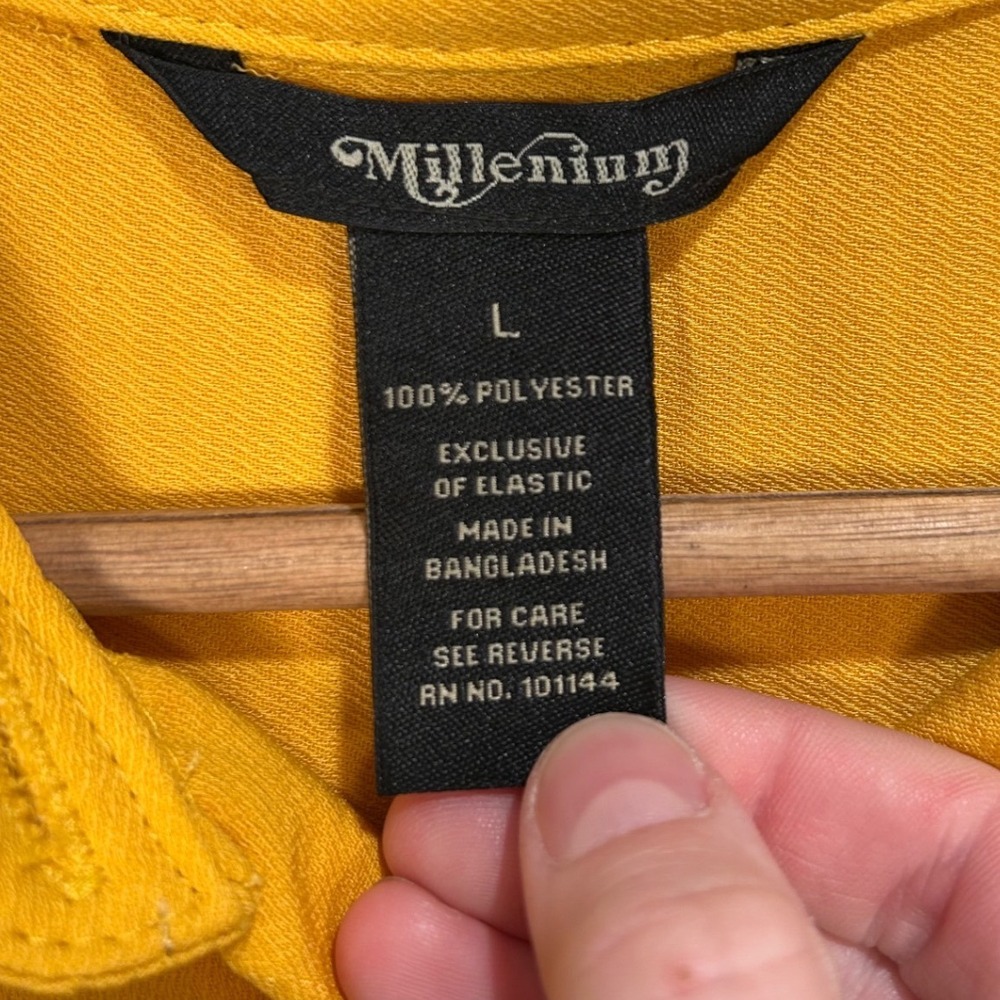 Millenium
L
100% POLYESTER
EXCLUSIVE
OF ELASTIC
MADE IN
BANGLADESH
FOR CARE
SEE REVERSE
RN NO. 101144